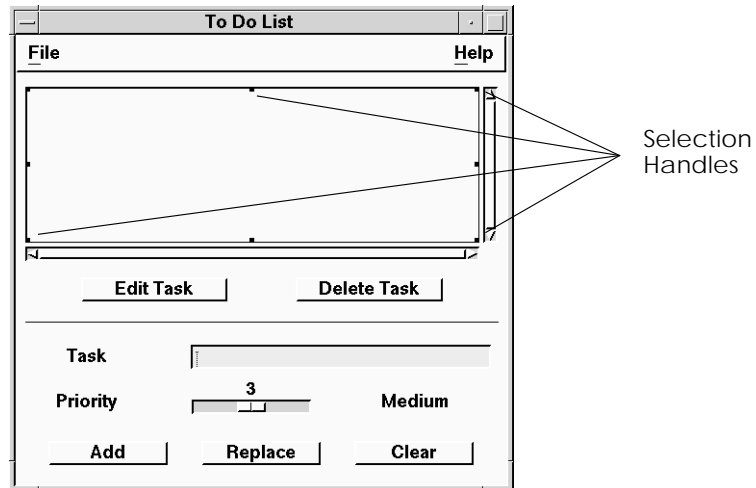 To Do List
File Help
Selection
Handles
Edit Task Delete Task
Task
3
Priority Medium
Add Replace Clear